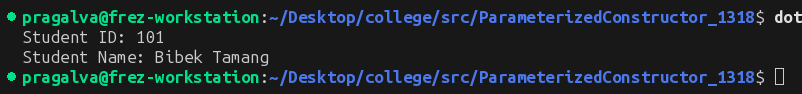 pragalva@frez-workstation:~/Desktop/college/src/ParameterizedConstructor_1318$ dot
Student ID: 101
Student Name: Bibek Tamang
pragalva@frez-workstation:~/Desktop/college/src/ParameterizedConstructor_1318$